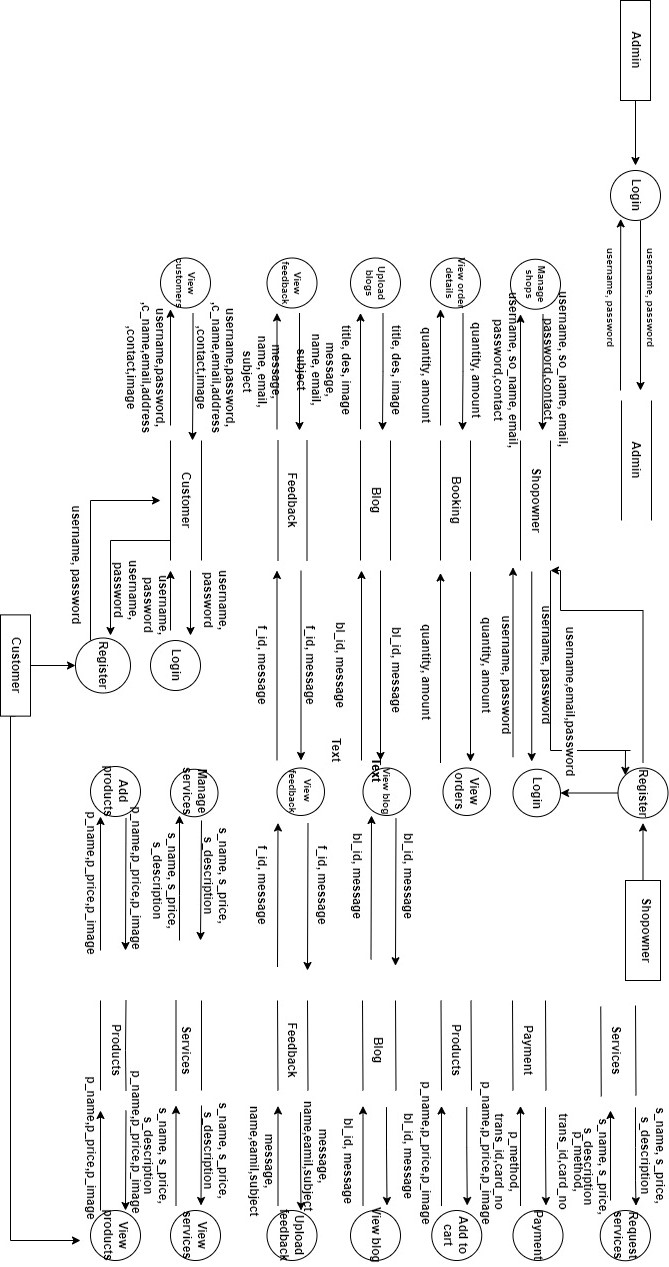 Admin
Login
username, password
username, password
Admin
Manage
shops
username, so_name, email,
password,contact
username, so_name, email,
password,contact
Shopowner
username, password
username, password
username,email,password
Login
Register
Shopowner
View order
details
quantity, amount
quantity, amount
Booking
quantity, amount
quantity, amount
View
orders
Upload
blogs
title, des, image
title, des, image
Blog
bl_id, message
bl_id, message
Text
Text
View blog
bl_id, message
bl_id, message
View
feedback
message,
name, email,
subject
message,
name, email,
subject
Feedback
f_id, message
f_id, message
View
feedback
f_id, message
f_id, message
View
customers
username,password,
,c_name,email,address
,contact,image
username,password,
,c_name,email,address
,contact,image
Customer
username,
password
username,
password
username,
password
username, password
Login
Register
Customer
Manage
services
s_name, s_price,
s_description
s_name, s_price,
s_description
Add
products
p_name,p_price,p_image
p_name,p_price,p_image
Services
s_name, s_price,
s_description
s_name, s_price,
s_description
Request
services
Payment
p_method,
trans_id,card_no
p_method,
trans_id,card_no
Payment
Products
p_name,p_price,p_image
p_name,p_price,p_image
Add to
cart
Blog
bl_id, message
bl_id, message
View blog
Feedback
message,
name,eamil,subject
message,
name,eamil,subject
Upload
feedback
Services
s_name, s_price,
s_description
s_name, s_price,
s_description
View
services
Products
p_name,p_price,p_image
p_name,p_price,p_image
View
products